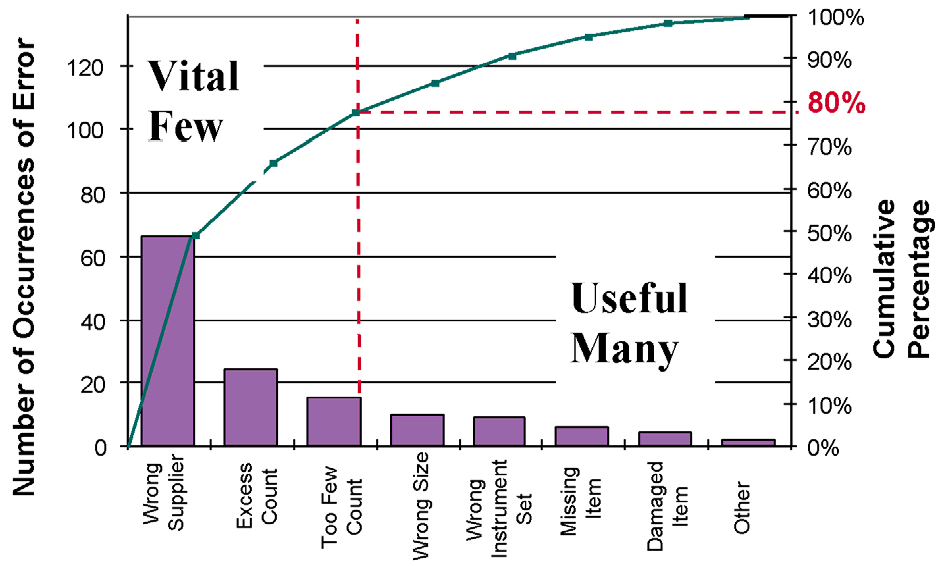 Number of Occurrences of Error
120
100
80
60
40
20
0
Vital
Few
Useful
Many
100%
90%
80%
80%
70%
60%
50%
40%
30%
20%
10%
0%
Cumulative
Percentage
Wrong
Supplier
Excess
Count
Too Few
Count
Wrong Size
Wrong
Instrument
Set
Missing
Item
Damaged
Item
Other